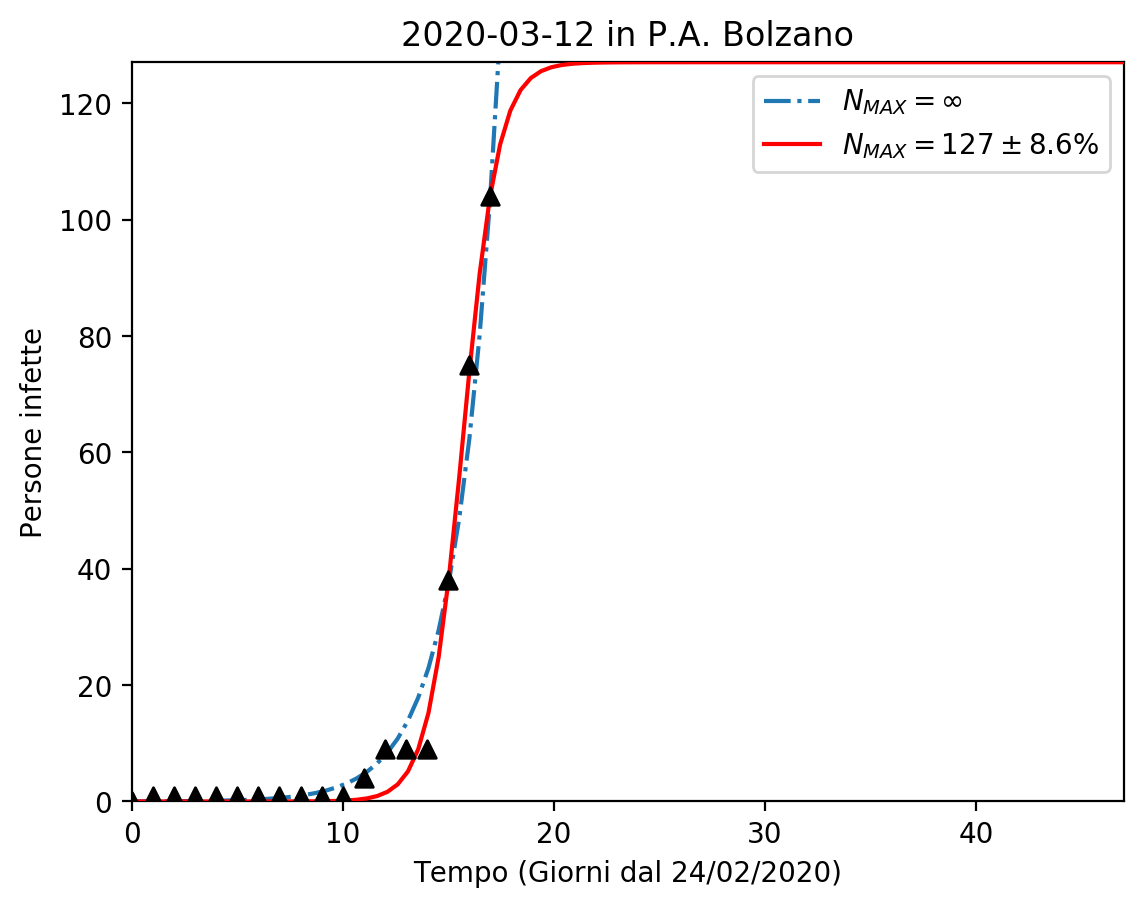 2020-03-12 in P.A. Bolzano
N_MAX = ∞
N_MAX = 127 ± 8.6%
Persone infette
120
100
80
60
40
20
0
0 10 20 30 40
Tempo (Giorni dal 24/02/2020)